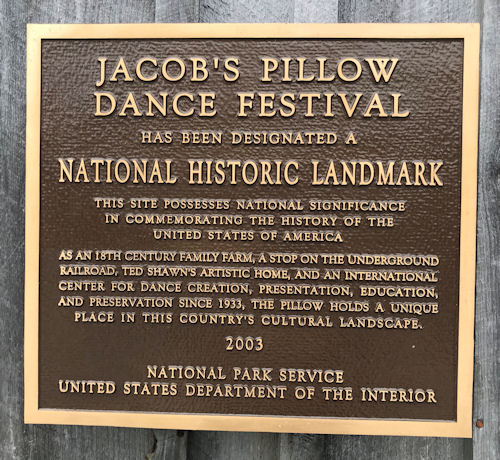 JACOB'S PILLOW
DANCE FESTIVAL
HAS BEEN DESIGNATED A
NATIONAL HISTORIC LANDMARK
THIS SITE POSSESSES NATIONAL SIGNIFICANCE
IN COMMEMORATING THE HISTORY OF THE
UNITED STATES OF AMERICA
AS AN 18TH CENTURY FAMILY FARM, A STOP ON THE UNDERGROUND
RAILROAD, TED SHAWN'S ARTISTIC HOME, AND AN INTERNATIONAL
CENTER FOR DANCE CREATION, PRESENTATION, EDUCATION,
AND PRESERVATION SINCE 1933, THE PILLOW HOLDS A UNIQUE
PLACE IN THIS COUNTRY'S CULTURAL LANDSCAPE.
2003
NATIONAL PARK SERVICE
UNITED STATES DEPARTMENT OF THE INTERIOR